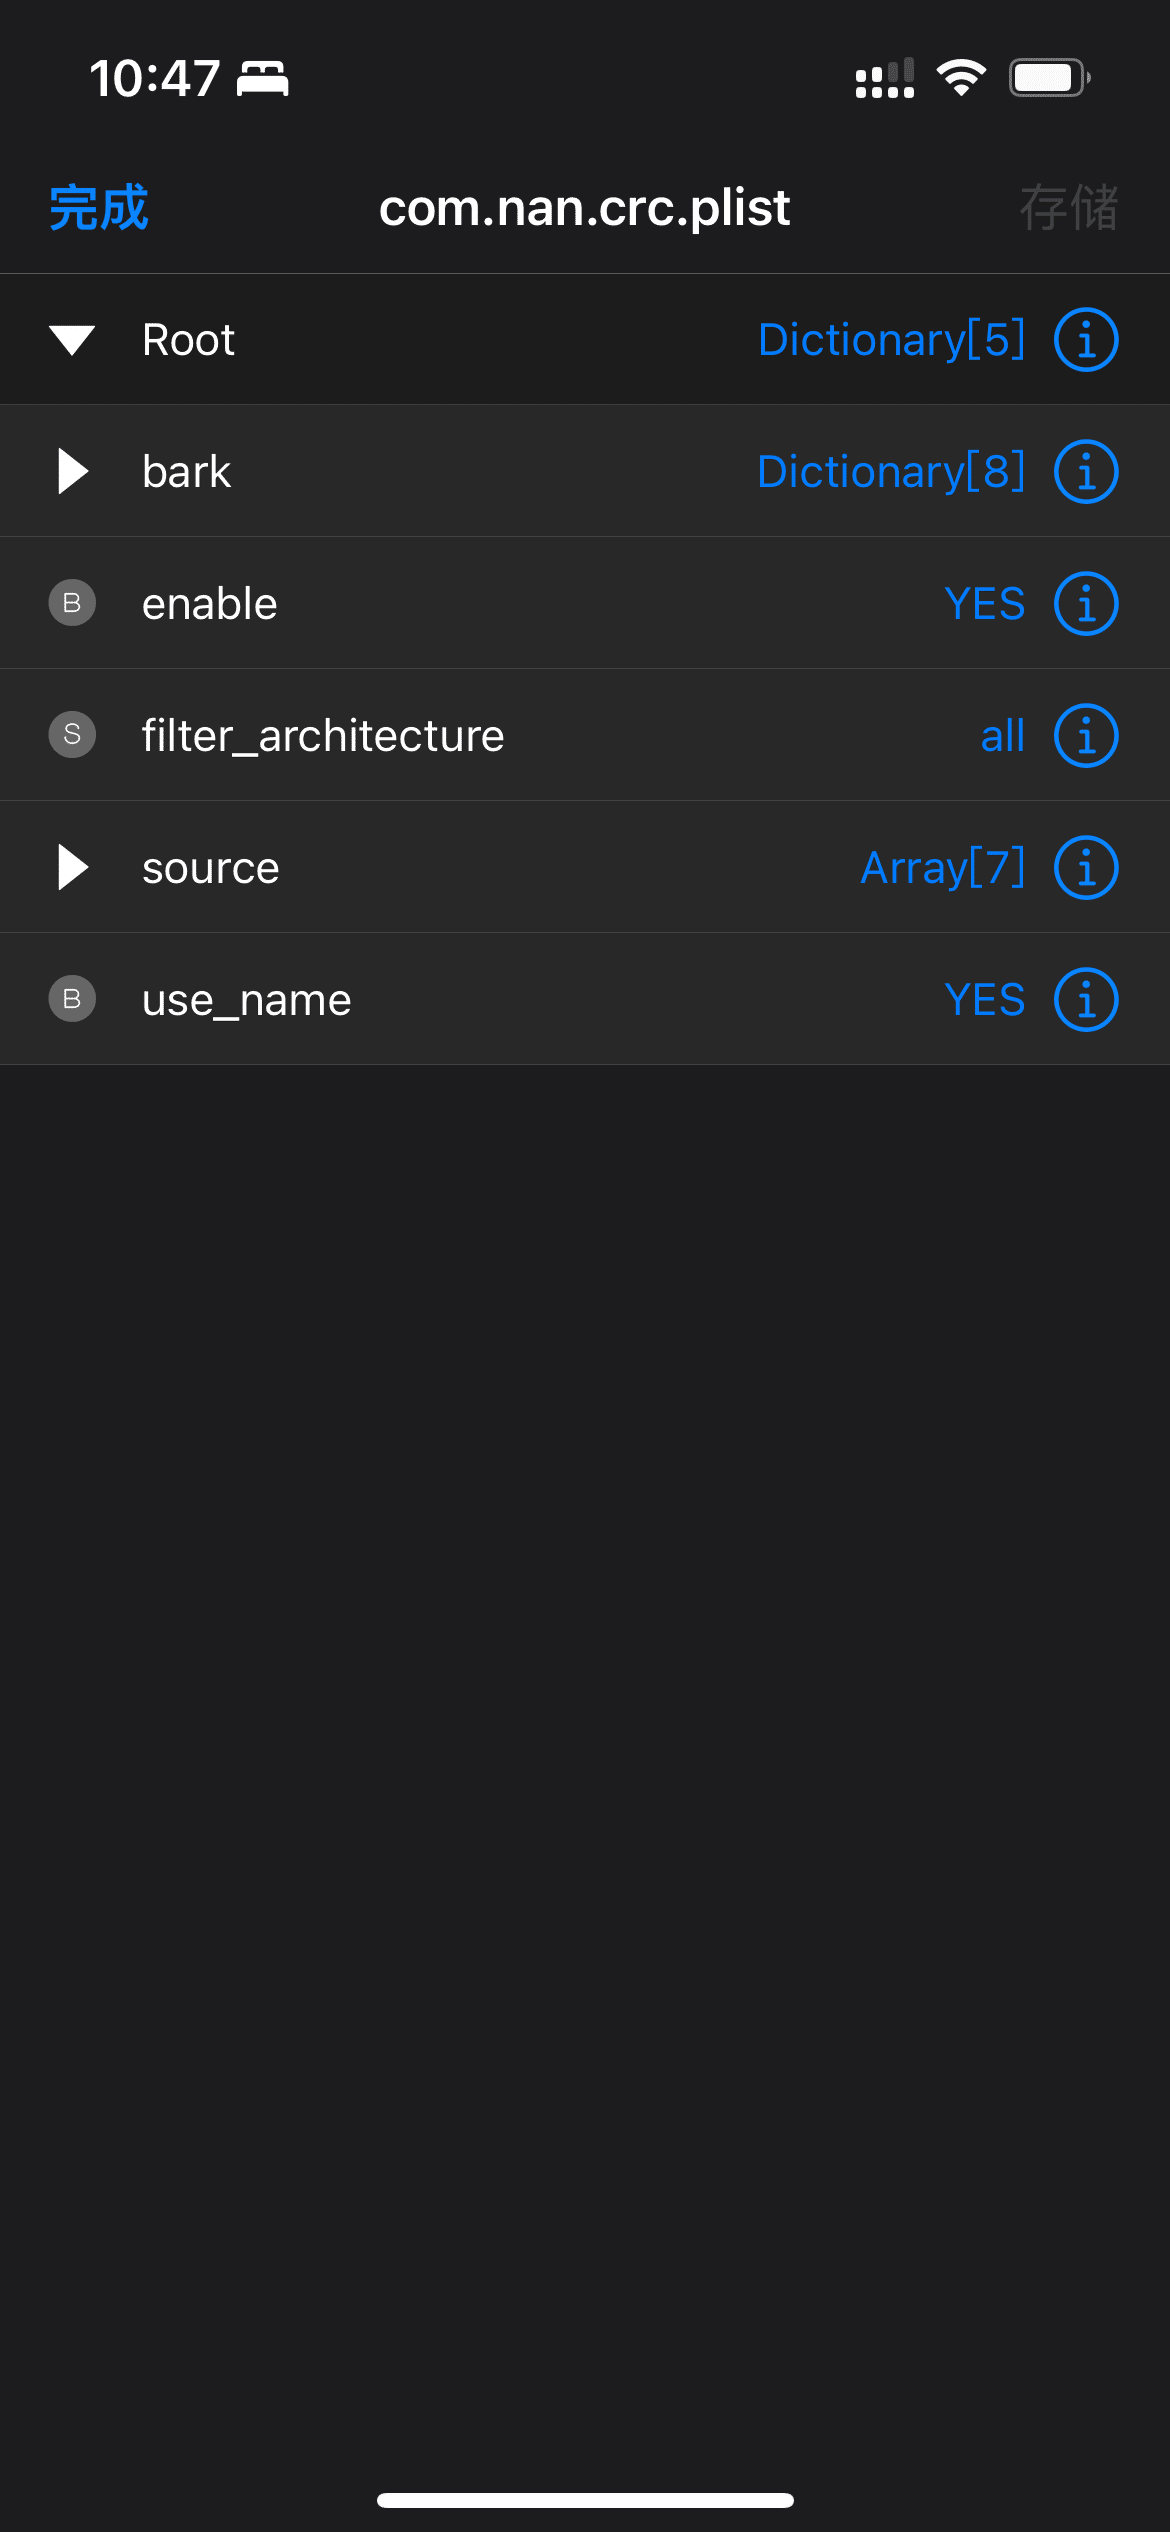 10:47
完成 com.nan.crc.plist 存储
Root Dictionary[5]
bark Dictionary[8]
B enable YES
S filter_architecture all
source Array[7]
B use_name YES